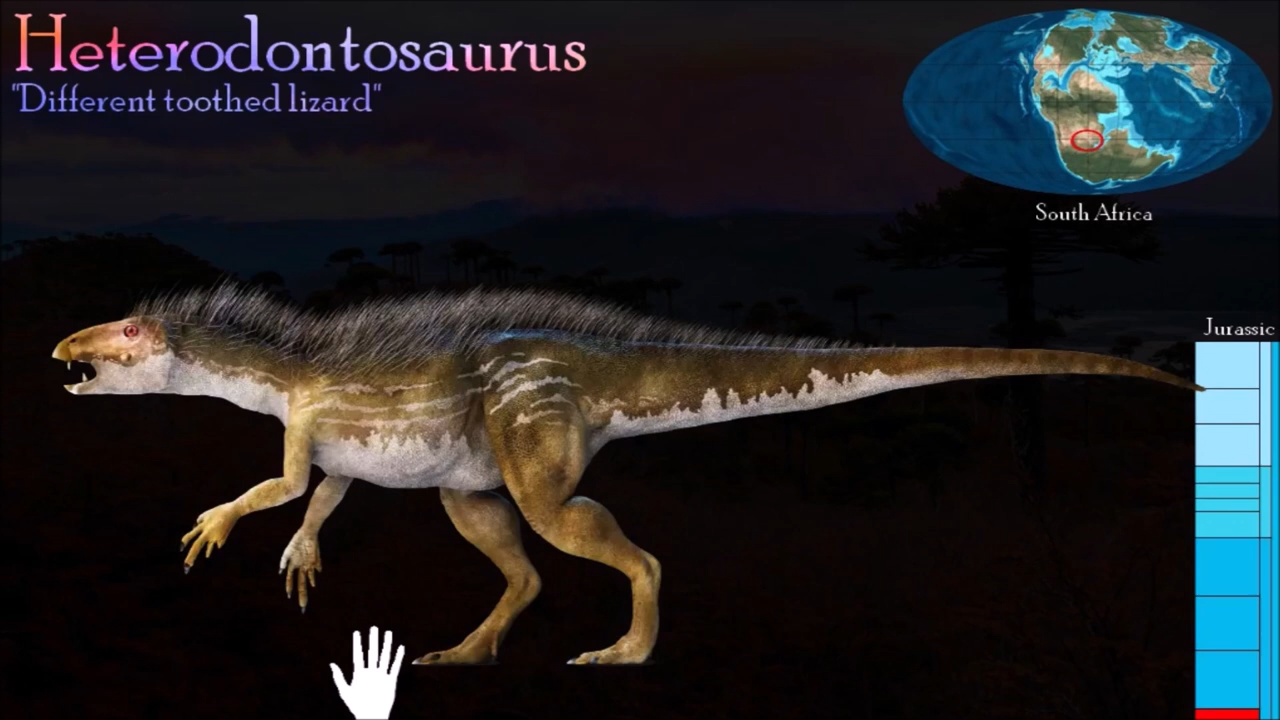 Heterodontosaurus
"Different toothed lizard"
South Africa
Jurassic